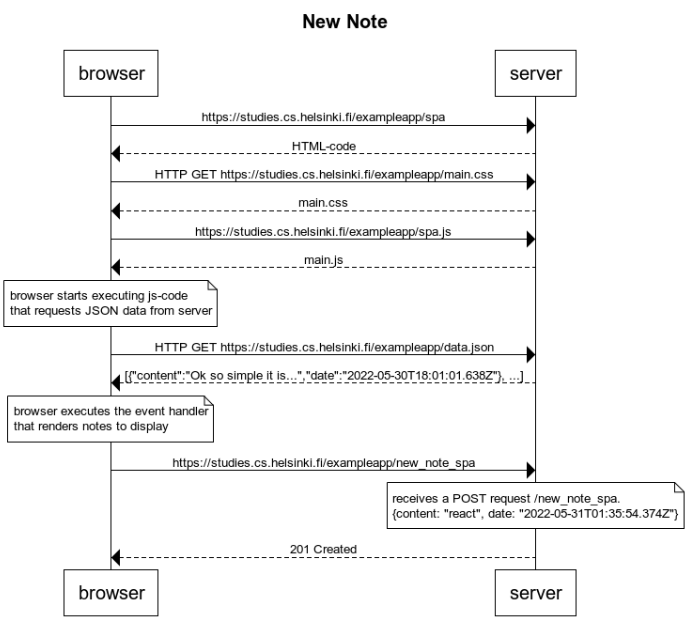 New Note
browser
server
https://studies.cs.helsinki.fi/exampleapp/spa
HTML-code
HTTP GET https://studies.cs.helsinki.fi/exampleapp/main.css
main.css
https://studies.cs.helsinki.fi/exampleapp/spa.js
main.js
browser starts executing js-code
that requests JSON data from server
HTTP GET https://studies.cs.helsinki.fi/exampleapp/data.json
[{"content":"Ok so simple it is...","date":"2022-05-30T18:01:01.638Z"}, ...]
browser executes the event handler
that renders notes to display
https://studies.cs.helsinki.fi/exampleapp/new_note_spa
receives a POST request /new_note_spa.
{content: "react", date: "2022-05-31T01:35:54.374Z"}
201 Created
browser
server